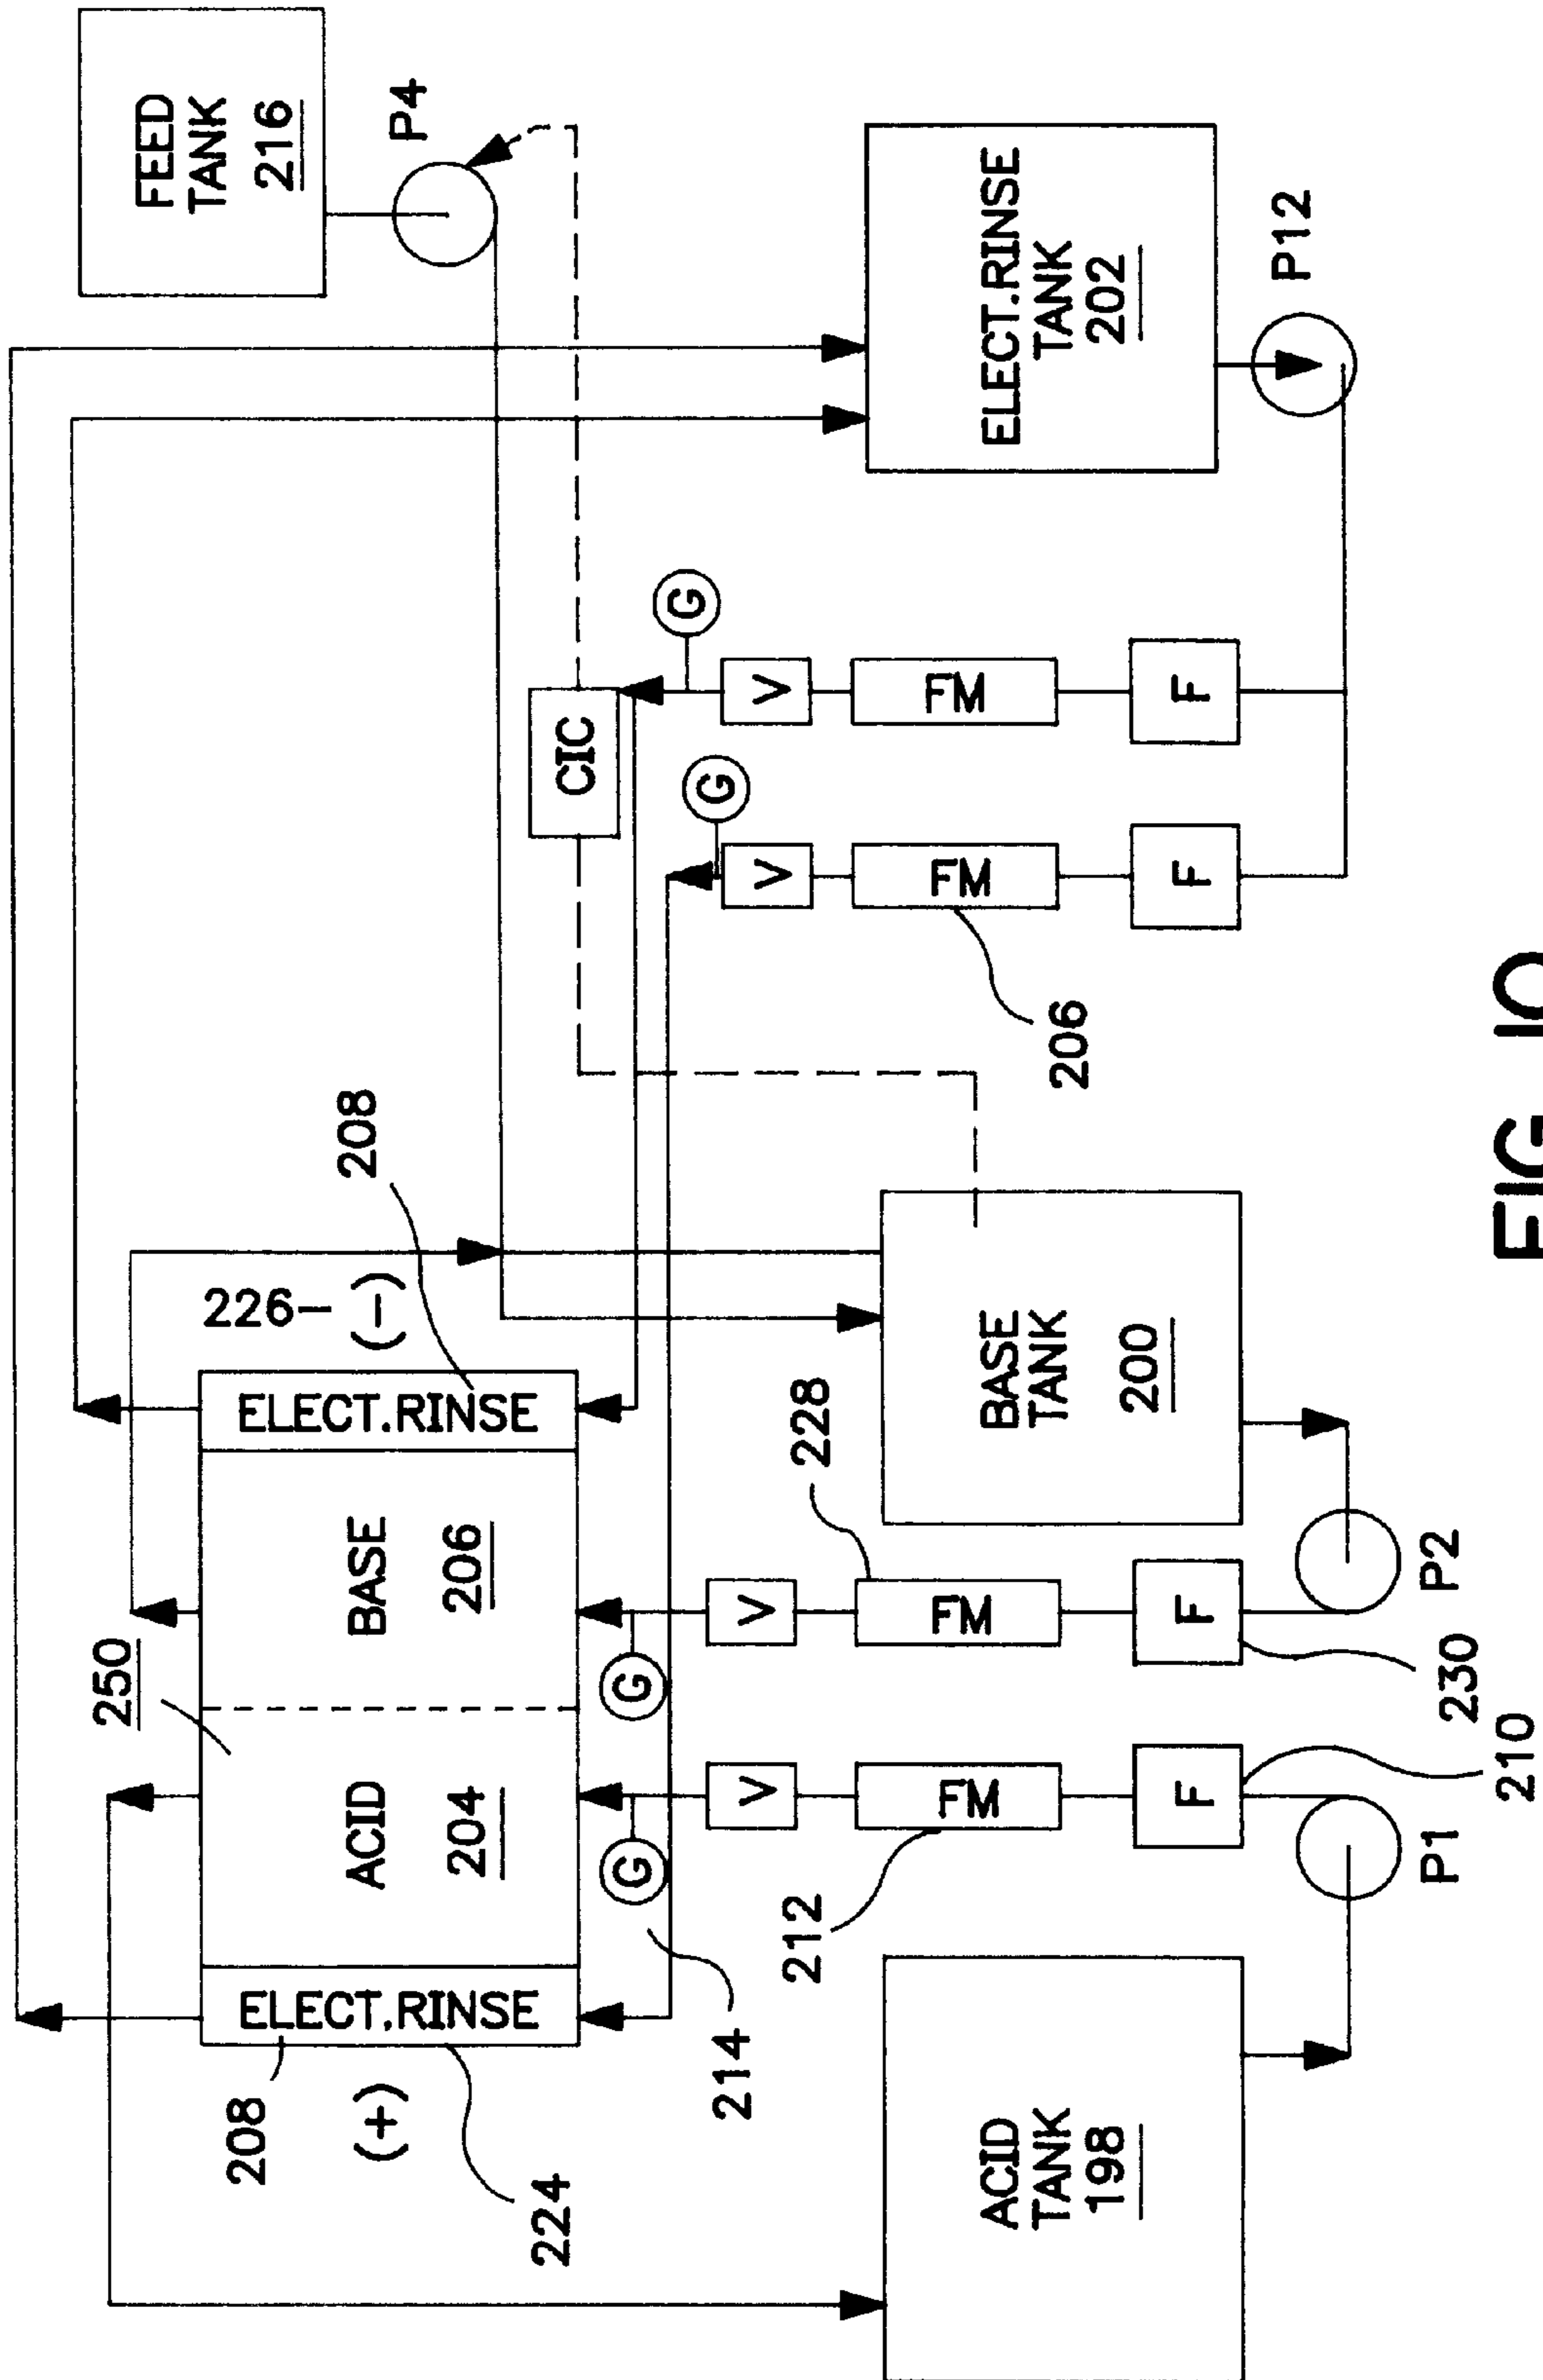 FEED
TANK
216
P4
250
226-
(-)
208
208
(+)
224
ELECT.RINSE
ACID
204
BASE
206
ELECT.RINSE
CIC
G
G
G
G
214
V
V
V
V
212
FM
228
FM
FM
FM
206
F
F
F
F
210
230
P1
P2
P12
ACID
TANK
198
BASE
TANK
200
ELECT.RINSE
TANK
202